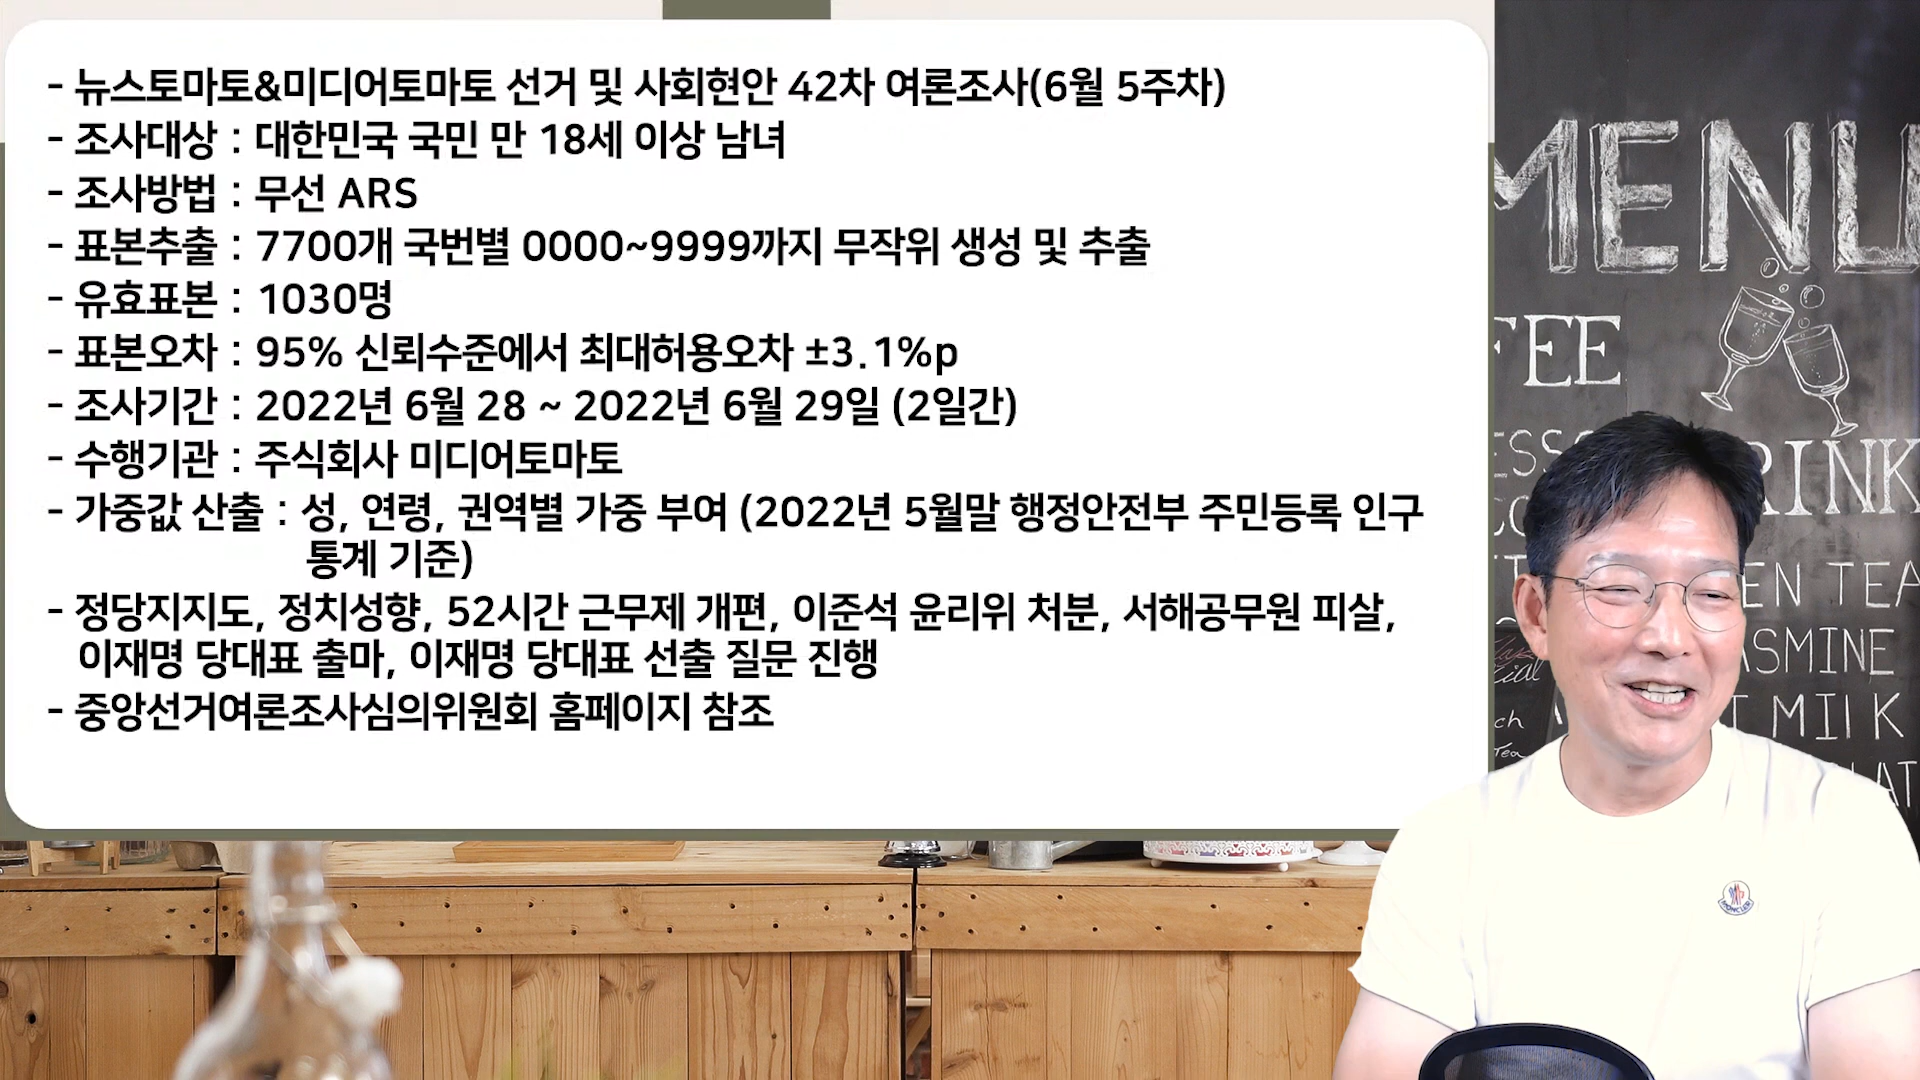 - 뉴스토마토&미디어토마토 선거 및 사회현안 42차 여론조사(6월 5주차)
- 조사대상 : 대한민국 국민 만 18세 이상 남녀
- 조사방법 : 무선 ARS
- 표본추출 : 7700개 국번별 0000~9999까지 무작위 생성 및 추출
- 유효표본 : 1030명
- 표본오차 : 95% 신뢰수준에서 최대허용오차 ±3.1%p
- 조사기간 : 2022년 6월 28 ~ 2022년 6월 29일 (2일간)
- 수행기관 : 주식회사 미디어토마토
- 가중값 산출 : 성, 연령, 권역별 가중 부여 (2022년 5월말 행정안전부 주민등록 인구
통계 기준)
- 정당지지도, 정치성향, 52시간 근무제 개편, 이준석 윤리위 처분, 서해공무원 피살,
이재명 당대표 출마, 이재명 당대표 선출 질문 진행
- 중앙선거여론조사심의위원회 홈페이지 참조
MENU
FEE
ESS
RINK
EN TEA
ASMINE
MILK
LAT
ch
Tea
MONCLER